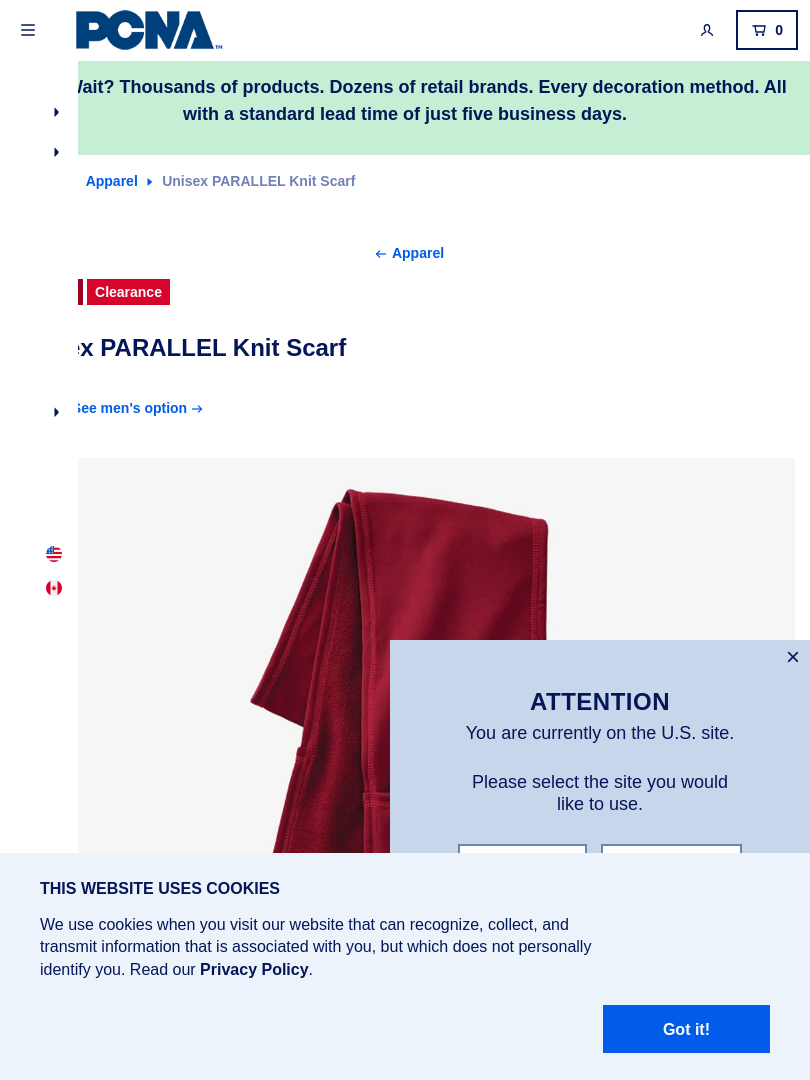 PCNA™
0
Wait? Thousands of products. Dozens of retail brands. Every decoration method. All
with a standard lead time of just five business days.
Apparel
Unisex PARALLEL Knit Scarf
Apparel
Clearance
PARALLEL Knit Scarf
See men's option
ATTENTION
You are currently on the U.S. site.
Please select the site you would
like to use.
THIS WEBSITE USES COOKIES
We use cookies when you visit our website that can recognize, collect, and
transmit information that is associated with you, but which does not personally
identify you. Read our Privacy Policy.
Got it!